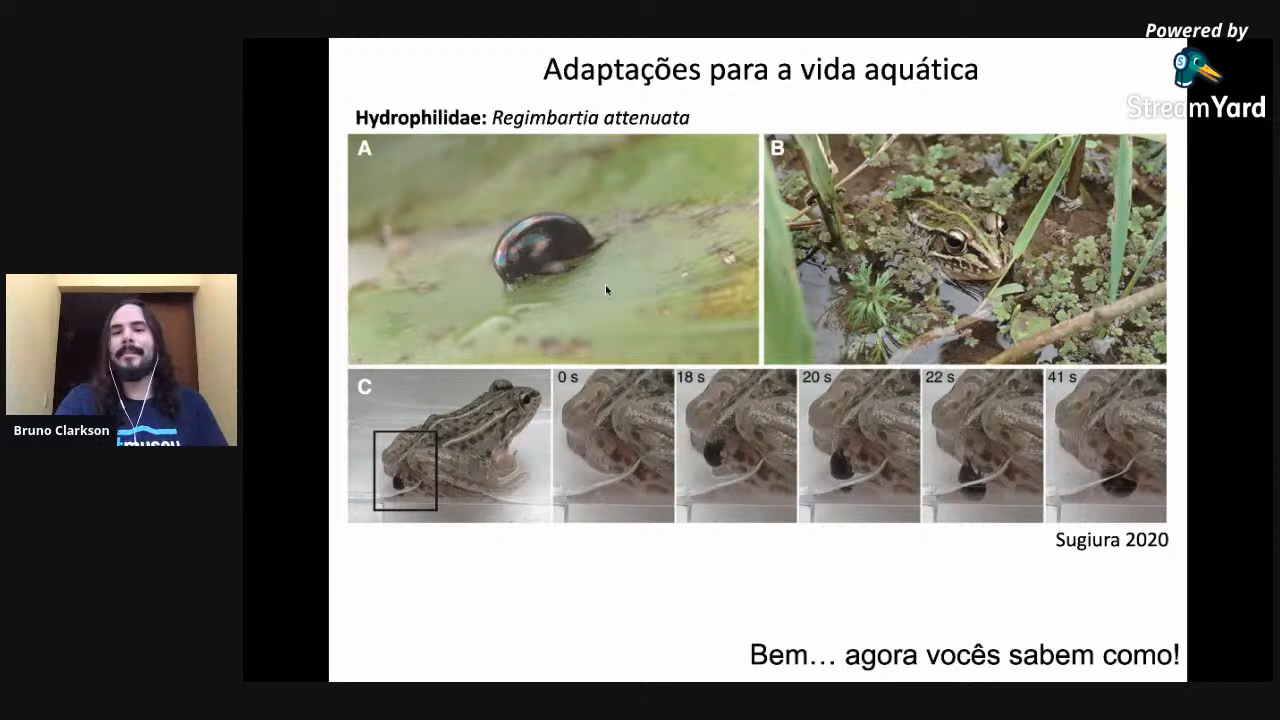 Powered by
StreamYard
Adaptações para a vida aquática
Hydrophilidae: Regimbartia attenuata
A
B
C
0 s
18 s
20 s
22 s
41 s
Sugiura 2020
Bruno Clarkson
Bem... agora vocês sabem como!